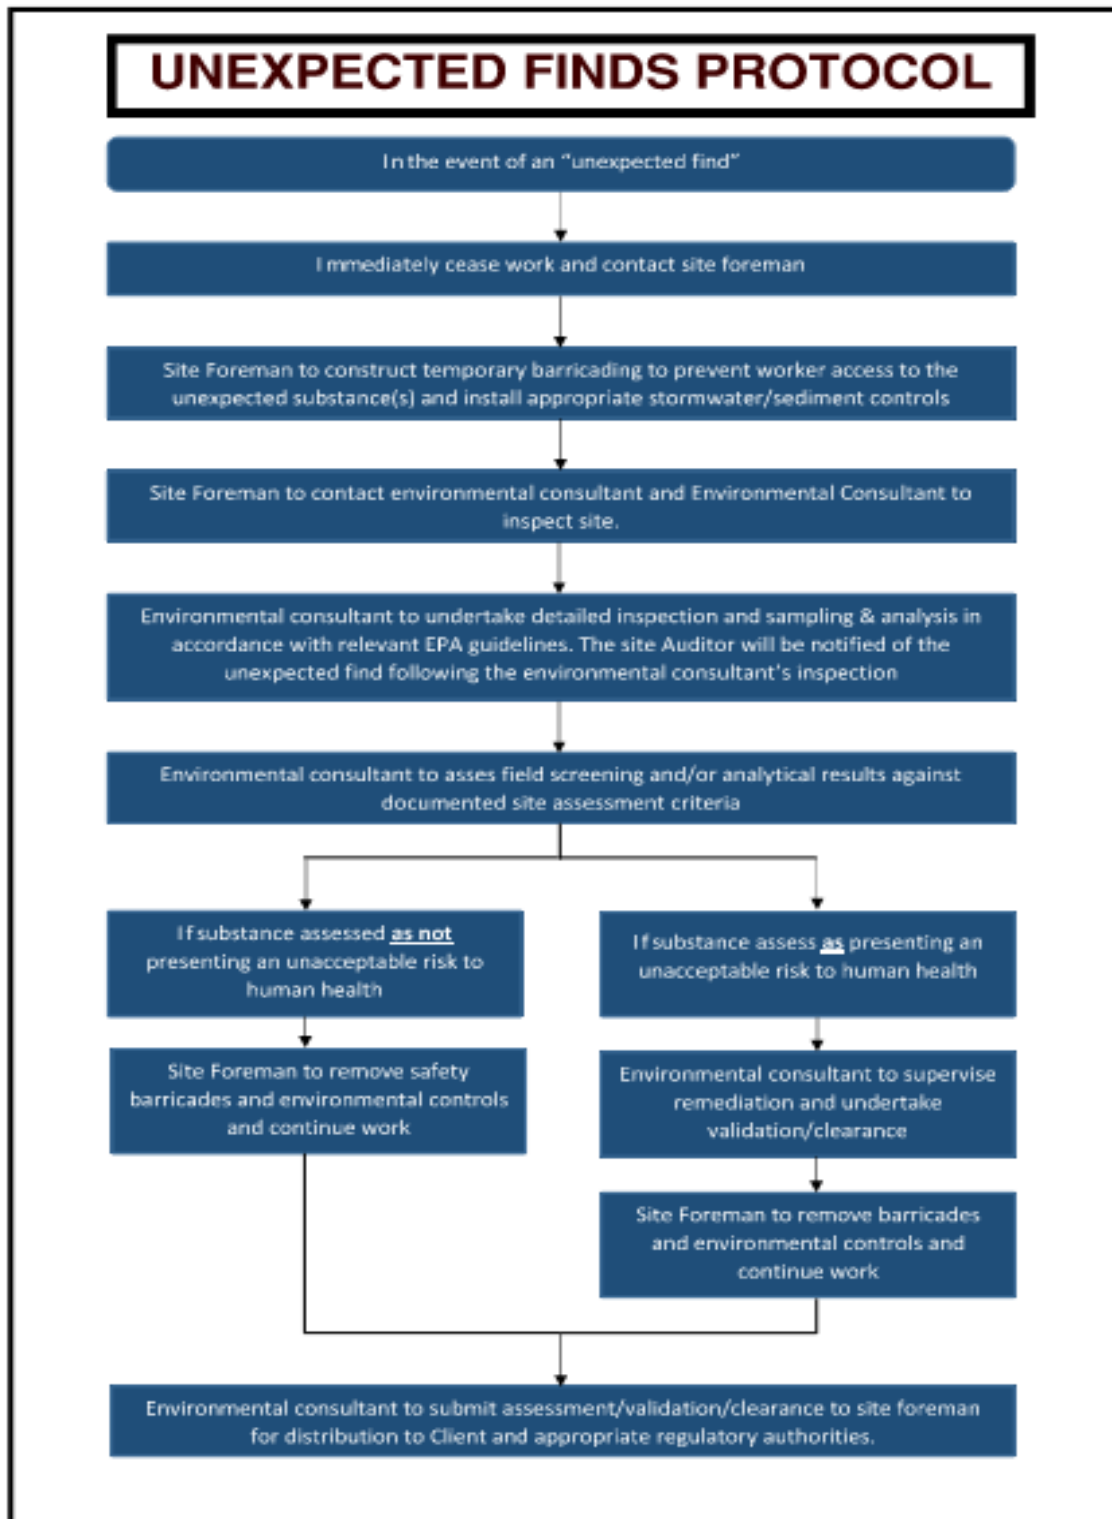 UNEXPECTED FINDS PROTOCOL
In the event of an “unexpected find”
Immediately cease work and contact site foreman
Site Foreman to construct temporary barricading to prevent worker access to the
unexpected substance(s) and install appropriate stormwater/sediment controls
Site Foreman to contact environmental consultant and Environmental Consultant to
inspect site.
Environmental consultant to undertake detailed inspection and sampling & analysis in
accordance with relevant EPA guidelines. The site Auditor will be notified of the
unexpected find following the environmental consultant's inspection
Environmental consultant to asses field screening and/or analytical results against
documented site assessment criteria
If substance assessed as not
presenting an unacceptable risk to
human health
If substance assess as presenting an
unacceptable risk to human health
Site Foreman to remove safety
barricades and environmental controls
and continue work
Environmental consultant to supervise
remediation and undertake
validation/clearance
Site Foreman to remove barricades
and environmental controls and
continue work
Environmental consultant to submit assessment/validation/clearance to site foreman
for distribution to Client and appropriate regulatory authorities.